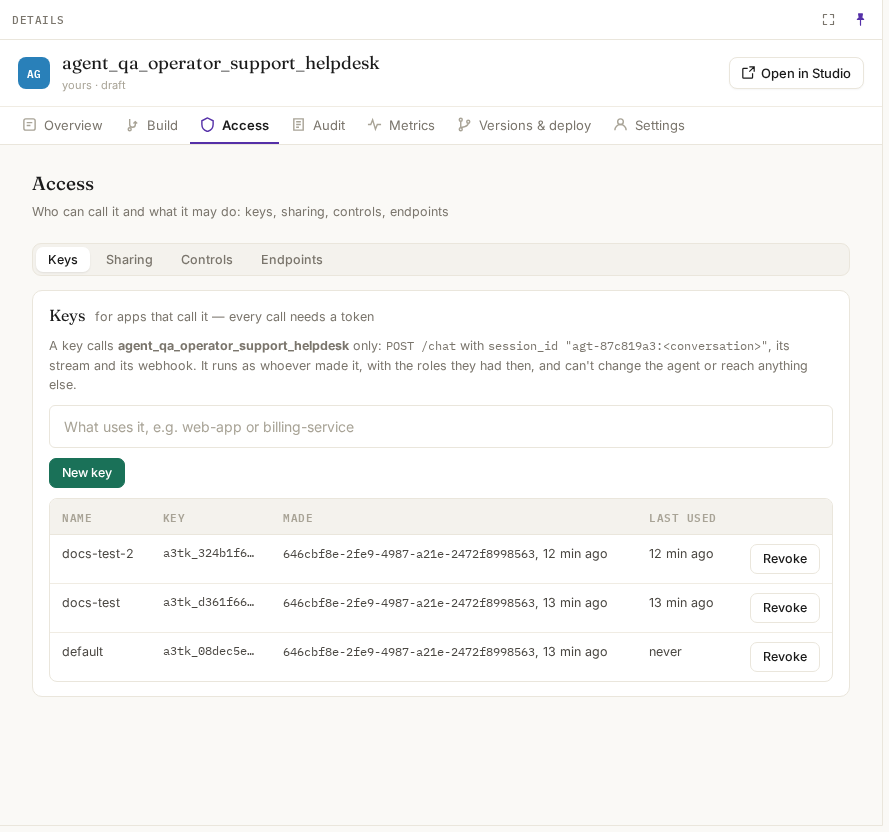 DETAILS
AG
agent_qa_operator_support_helpdesk
yours · draft
Open in Studio
Overview
Build
Access
Audit
Metrics
Versions & deploy
Settings
Access
Who can call it and what it may do: keys, sharing, controls, endpoints
Keys
Sharing
Controls
Endpoints
Keys for apps that call it — every call needs a token
A key calls agent_qa_operator_support_helpdesk only: POST /chat with session_id "agt-87c819a3:<conversation>", its
stream and its webhook. It runs as whoever made it, with the roles they had then, and can't change the agent or reach anything
else.
What uses it, e.g. web-app or billing-service
New key
NAME KEY MADE LAST USED
docs-test-2 a3tk_324b1f6… 646cbf8e-2fe9-4987-a21e-2472f8998563, 12 min ago 12 min ago Revoke
docs-test a3tk_d361f66… 646cbf8e-2fe9-4987-a21e-2472f8998563, 13 min ago 13 min ago Revoke
default a3tk_08dec5e… 646cbf8e-2fe9-4987-a21e-2472f8998563, 13 min ago never Revoke